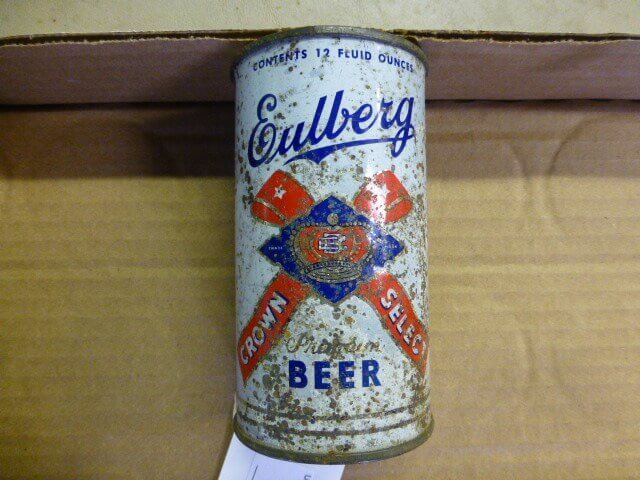 CONTENTS 12 FLUID OUNCES
Eulberg
CROWN SELECT
Premium
BEER